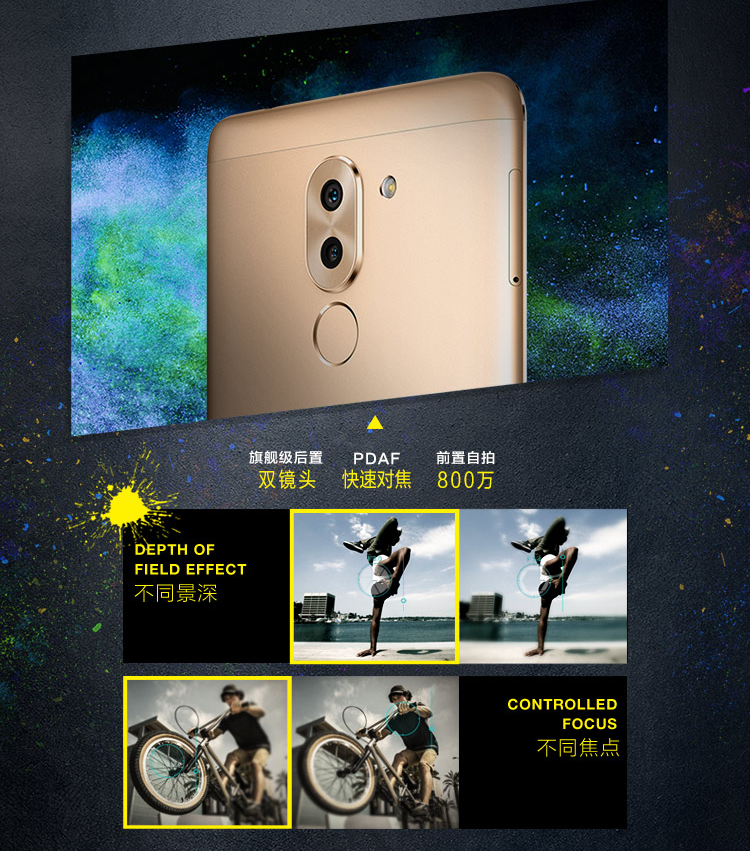 旗舰级后置 PDAF 前置自拍
双镜头 快速对焦 800万
DEPTH OF
FIELD EFFECT
不同景深
CONTROLLED
FOCUS
不同焦点